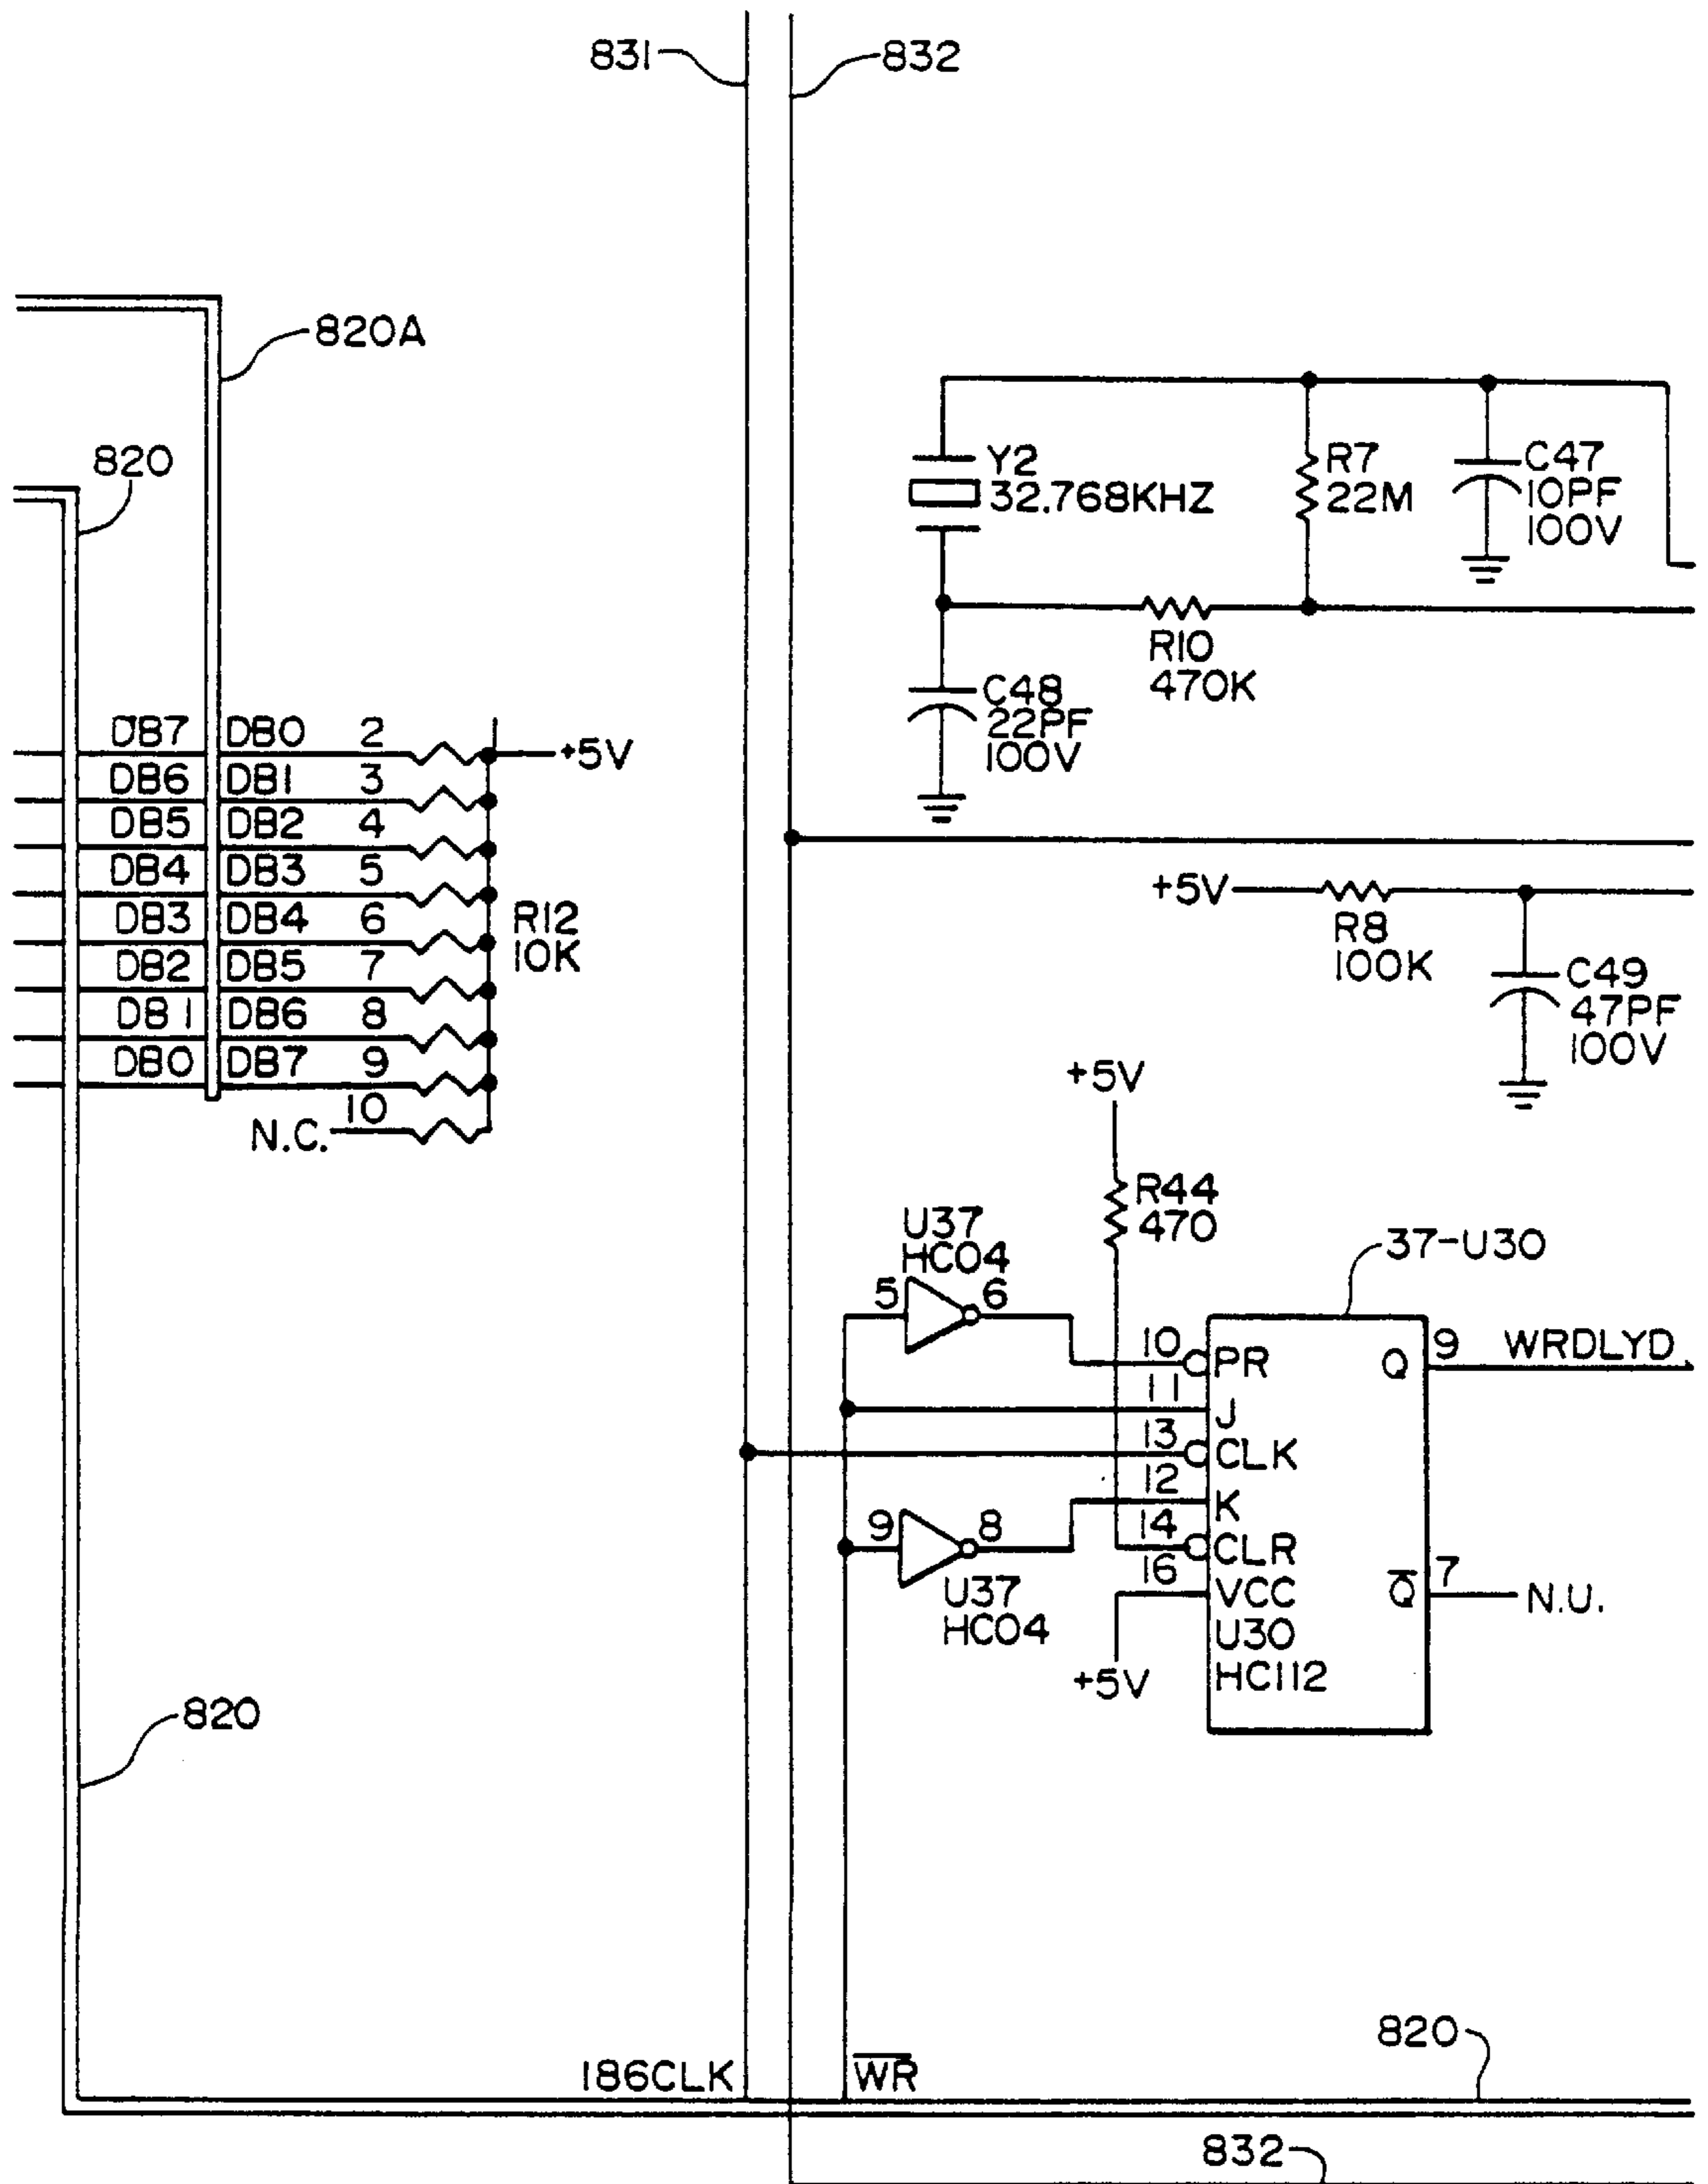 831
832
820A
820
Y2
32.768KHZ
R7
22M
C47
10PF
100V
R10
470K
C48
22PF
100V
DB7 DB0 2
+5V
DB6 DB1 3
DB5 DB2 4
DB4 DB3 5
DB3 DB4 6
DB2 DB5 7
DB1 DB6 8
DB0 DB7 9
N.C. 10
R12
10K
+5V
R8
100K
C49
47PF
100V
+5V
R44
470
U37
HC04
5 6
37-U30
10 PR
11 J
13 CLK
12 K
14 CLR
16 VCC
U30
HC112
Q 9 WRDLYD
Q̅ 7 N.U.
9 8
U37
HC04
+5V
820
186CLK
W̅R̅
820
832